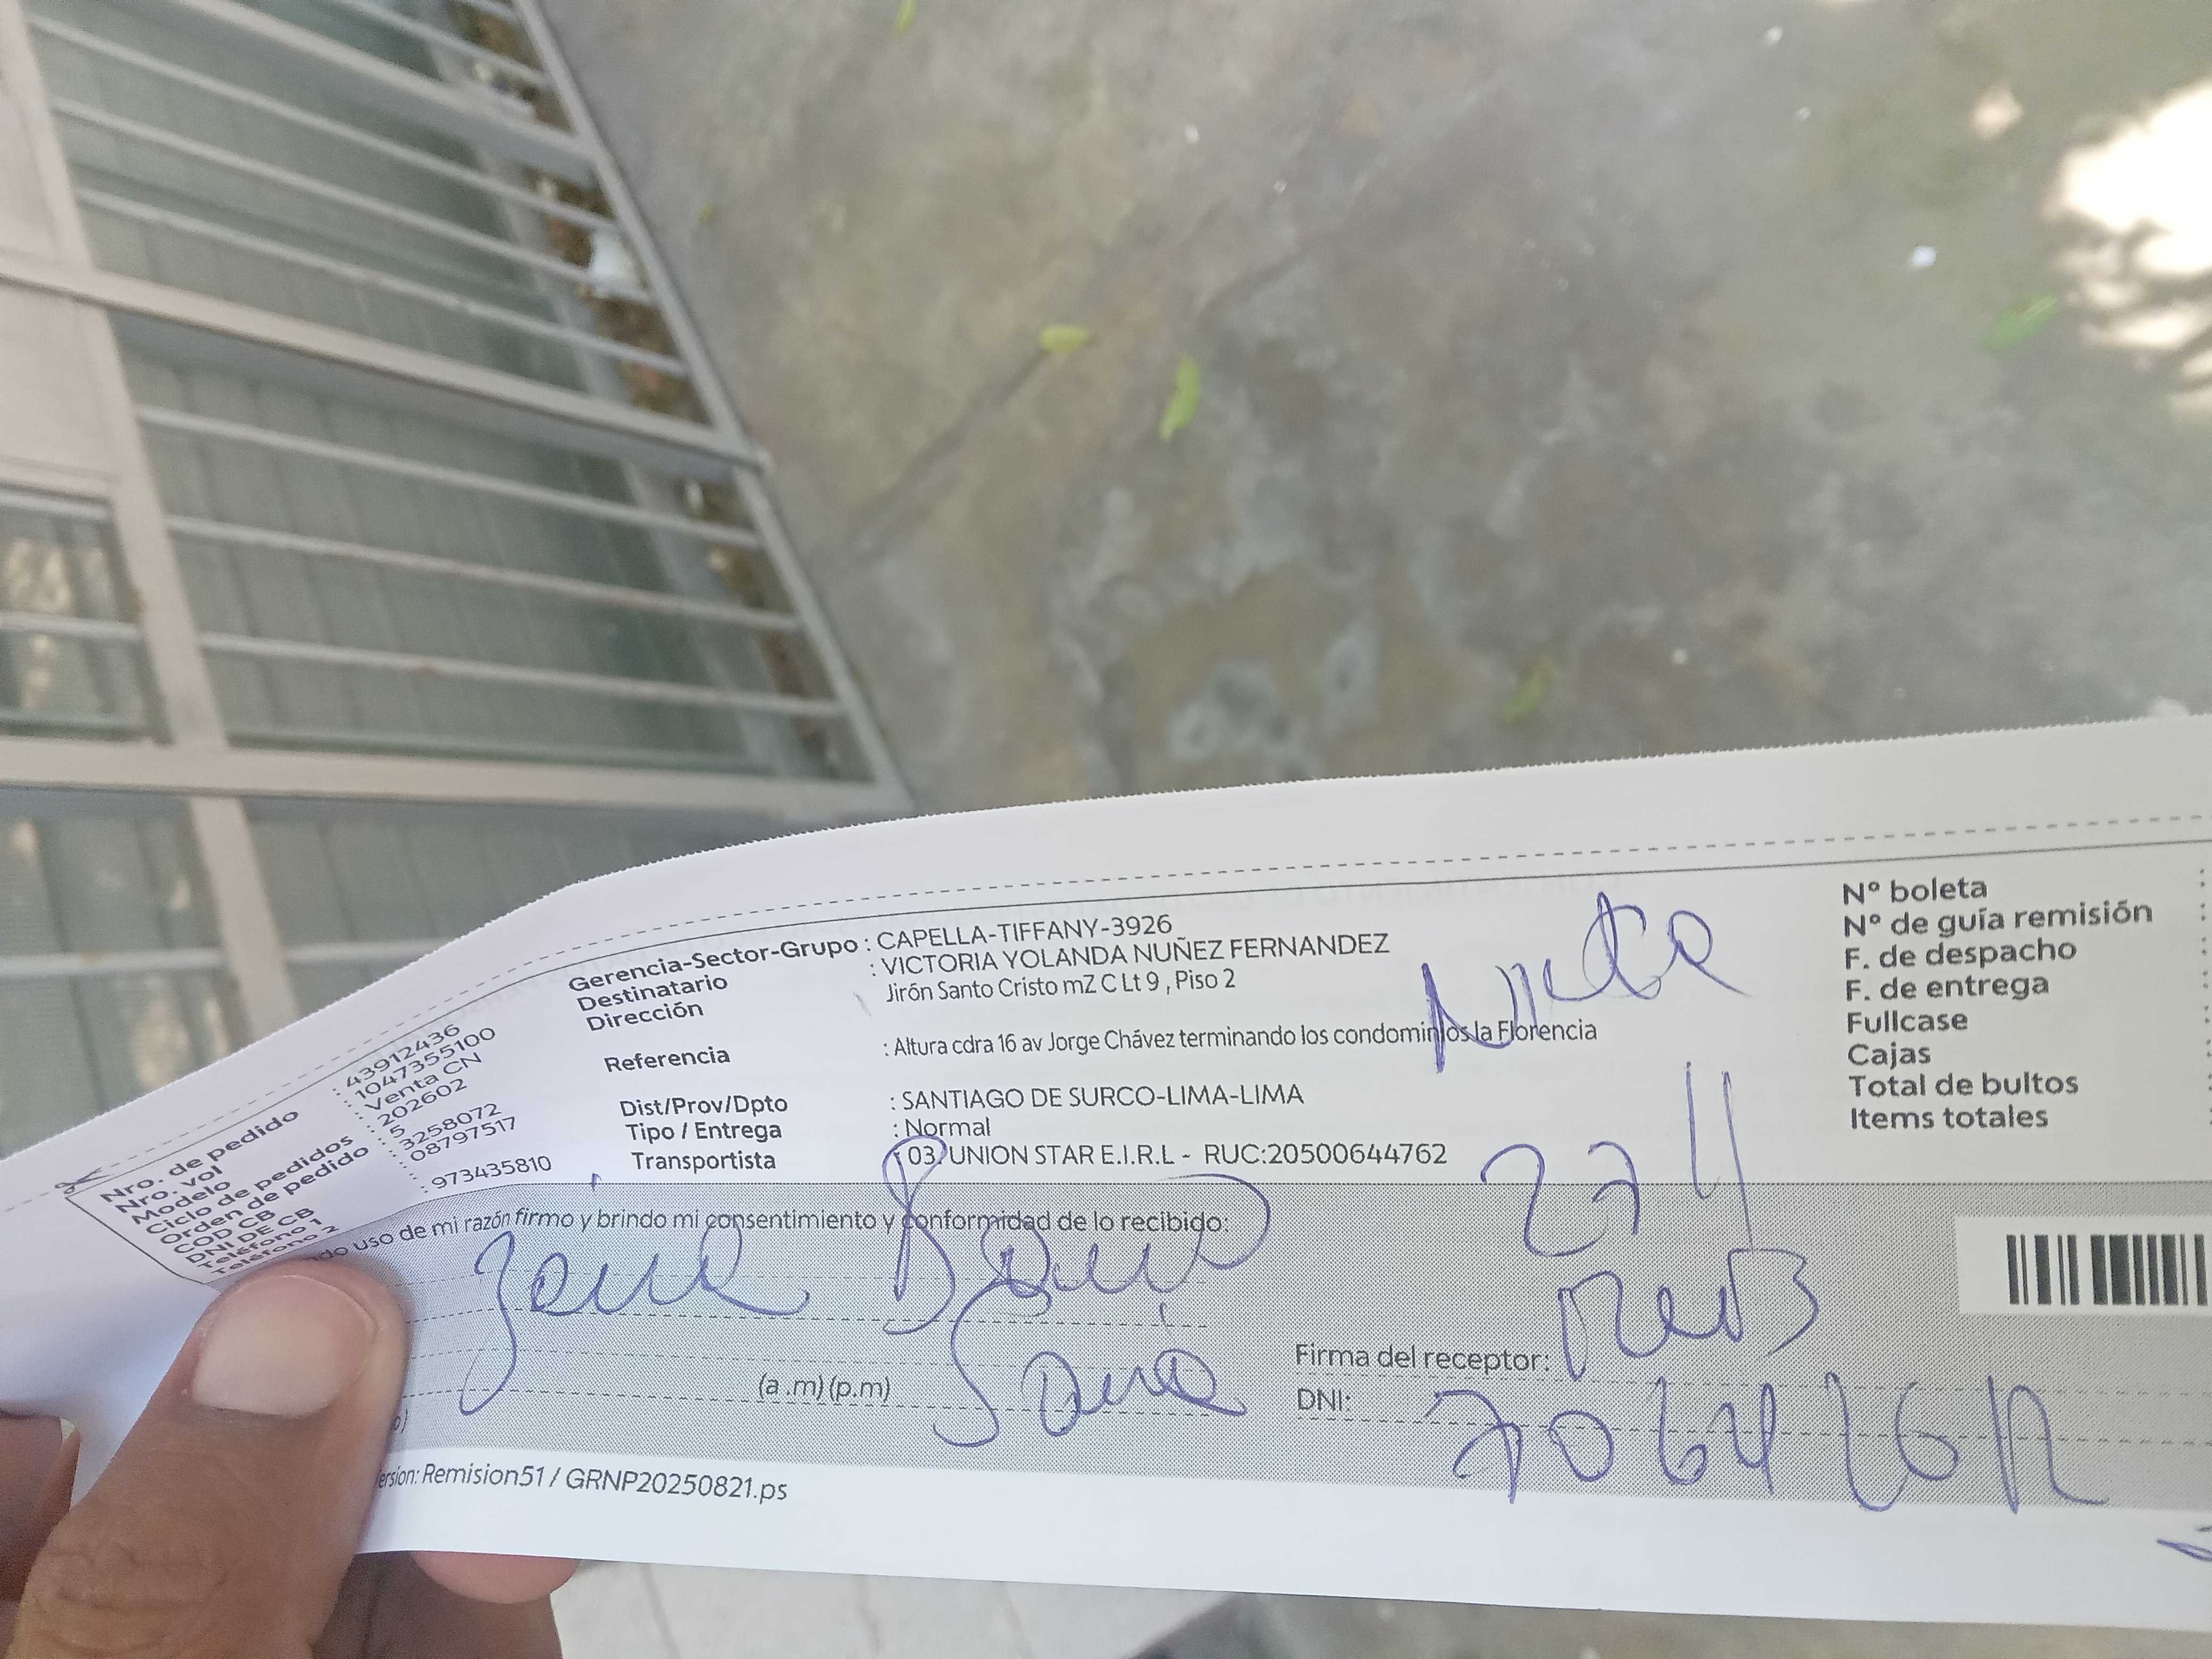 Nro. de pedido : 43912436
Nro. vol : 1047355100
Modelo : Venta CN
Ciclo de pedidos : 202602
Orden de pedido : 5
COD CB : 3258072
DNI DE CB : 08797517
Teléfono 1
Teléfono 2 : 973435810
Gerencia-Sector-Grupo : CAPELLA-TIFFANY-3926
Destinatario : VICTORIA YOLANDA NUÑEZ FERNANDEZ
Dirección Jirón Santo Cristo mZ C Lt 9 , Piso 2
Referencia : Altura cdra 16 av Jorge Chávez terminando los condominios la Florencia
Dist/Prov/Dpto : SANTIAGO DE SURCO-LIMA-LIMA
Tipo / Entrega : Normal
Transportista : 03. UNION STAR E.I.R.L - RUC:20500644762
Nº boleta :
Nº de guía remisión :
F. de despacho :
F. de entrega :
Fullcase :
Cajas :
Total de bultos :
Items totales :
ndo uso de mi razón firmo y brindo mi consentimiento y conformidad de lo recibido:
(a .m) (p.m)
Firma del receptor:
DNI:
ersion: Remision51 / GRNP20250821.ps